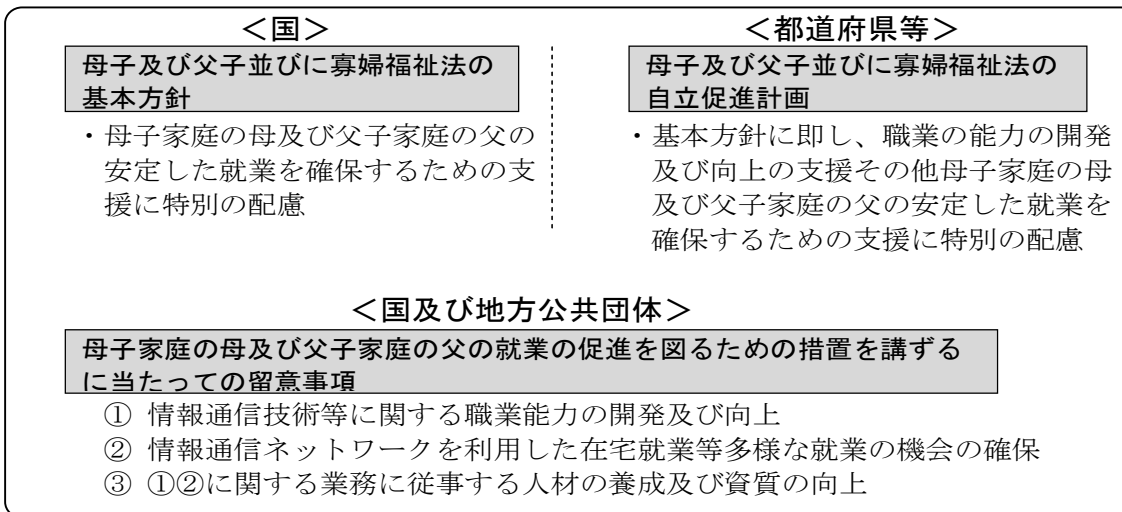 ＜国＞
母子及び父子並びに寡婦福祉法の
基本方針
・母子家庭の母及び父子家庭の父の
安定した就業を確保するための支
援に特別の配慮
＜都道府県等＞
母子及び父子並びに寡婦福祉法の
自立促進計画
・基本方針に即し、職業の能力の開発
及び向上の支援その他母子家庭の母
及び父子家庭の父の安定した就業を
確保するための支援に特別の配慮
＜国及び地方公共団体＞
母子家庭の母及び父子家庭の父の就業の促進を図るための措置を講ずる
に当たっての留意事項
① 情報通信技術等に関する職業能力の開発及び向上
② 情報通信ネットワークを利用した在宅就業等多様な就業の機会の確保
③ ①②に関する業務に従事する人材の養成及び資質の向上